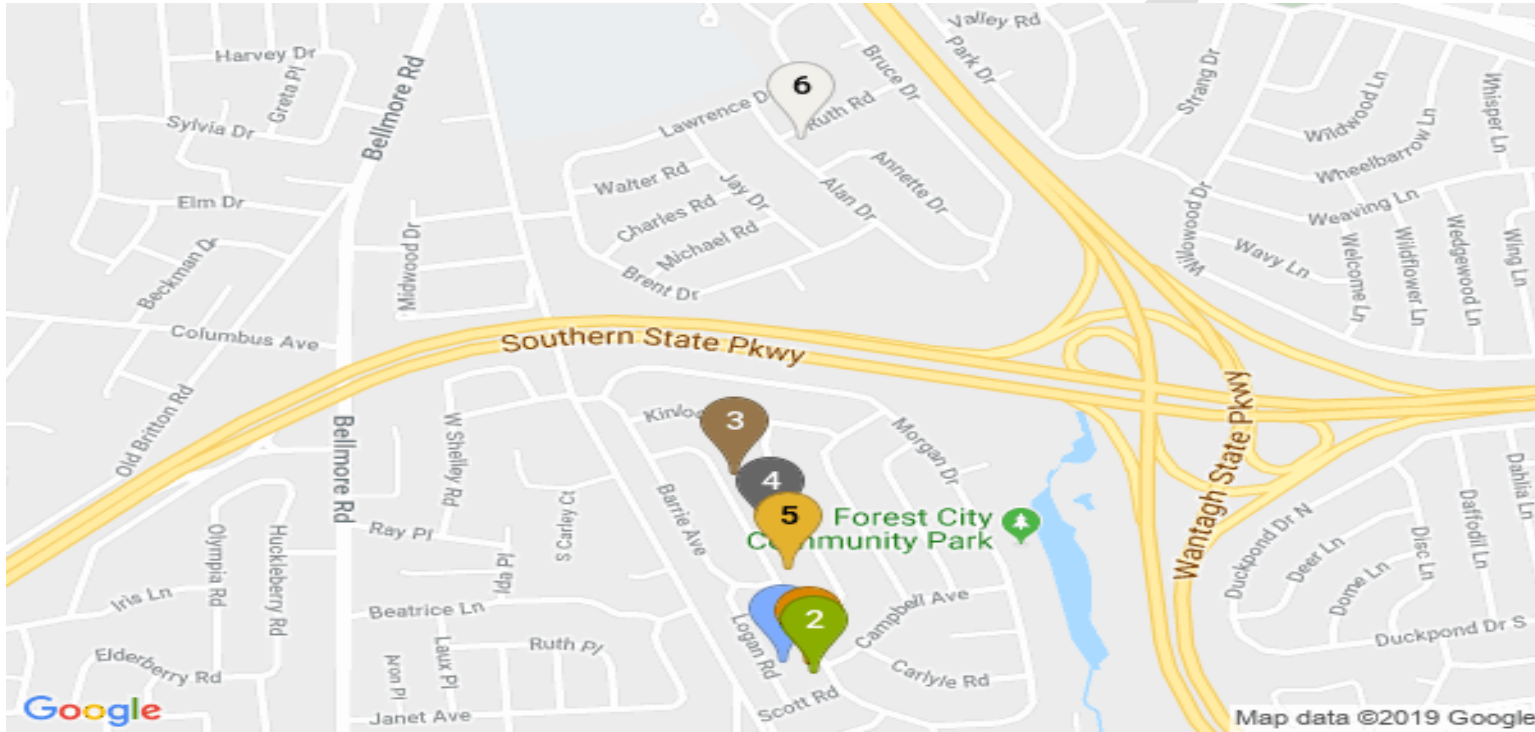 Harvey Dr
Greta Pl
Sylvia Dr
Bellmore Rd
Elm Dr
Beckman Dr
Midwood Dr
Columbus Ave
Old Britton Rd
Lawrence D
6
Ruth Rd
Bruce Dr
Valley Rd
Park Dr
Strang Dr
Wildwood Ln
Wheelbarrow Ln
Whisper Ln
Weaving Ln
Willowood Dr
Wavy Ln
Welcome Ln
Wildflower Ln
Wedgewood Ln
Wing Ln
Walter Rd
Jay Dr
Annette Dr
Alan Dr
Charles Rd
Michael Rd
Brent Dr
Southern State Pkwy
Wantagh State Pkwy
Bellmore Rd
W Shelley Rd
Kinlo
3
4
5
Morgan Dr
Barrie Ave
S Carley Ct
Forest City
Community Park
Ray Pl
Ida Pl
Olympia Rd
Huckleberry Rd
Iris Ln
Beatrice Ln
Laux Pl
Ruth Pl
Logan Rd
2
Campbell Ave
Carlyle Rd
Scott Rd
Elderberry Rd
Aron Pl
Janet Ave
Duckpond Dr N
Deer Ln
Dome Ln
Disc Ln
Daffodil Ln
Dahlia Ln
Duckpond Dr S
Google
Map data ©2019 Google